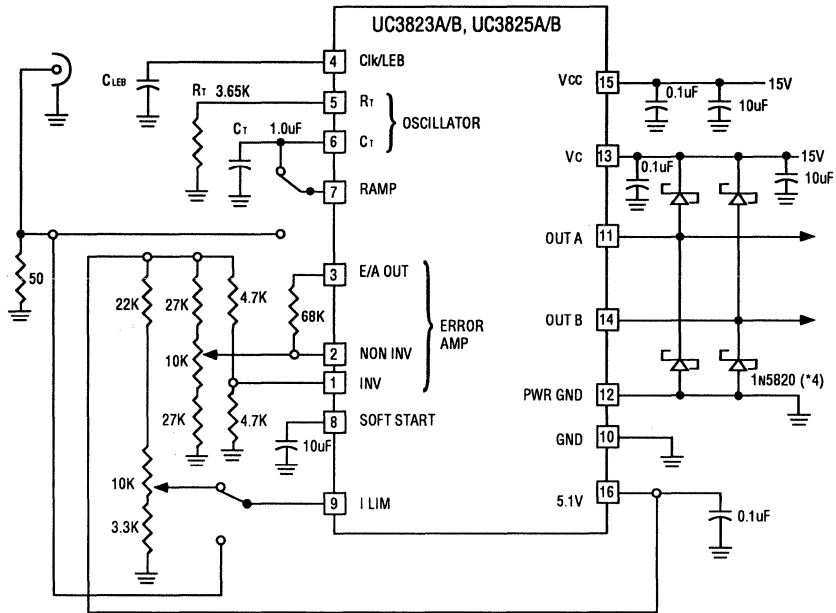 UC3823A/B, UC3825A/B
4 Clk/LEB
CLEB
RT 3.65K
5 RT
OSCILLATOR
CT 1.0uF
6 CT
7 RAMP
50
3 E/A OUT
22K 27K 4.7K
68K
ERROR
AMP
10K
2 NON INV
1 INV
27K 4.7K
8 SOFT START
10uF
10K
9 I LIM
3.3K
VCC 15
0.1uF 10uF 15V
VC 13
0.1uF 15V
10uF
OUT A 11
OUT B 14
1N5820 (*4)
PWR GND 12
GND 10
5.1V 16
0.1uF